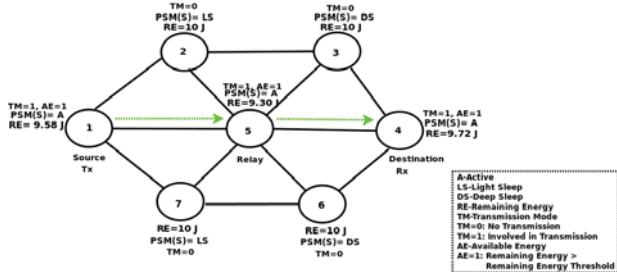 TM=0
PSM(S)= LS
RE=10 J
2
TM=0
PSM(S)= DS
RE=10 J
3
TM=1, AE=1
PSM(S)= A
RE= 9.58 J
1
Source
Tx
TM=1, AE=1
PSM(S)= A
RE=9.30 J
5
Relay
TM=1, AE=1
PSM(S)= A
RE=9.72 J
4
Destination
Rx
7
RE=10 J
PSM(S)= LS
TM=0
6
RE=10 J
PSM(S)= DS
TM=0
A-Active
LS-Light Sleep
DS-Deep Sleep
RE-Remaining Energy
TM-Transmission Mode
TM=0: No Transmission
TM=1: Involved in Transmission
AE-Available Energy
AE=1: Remaining Energy >
Remaining Energy Threshold